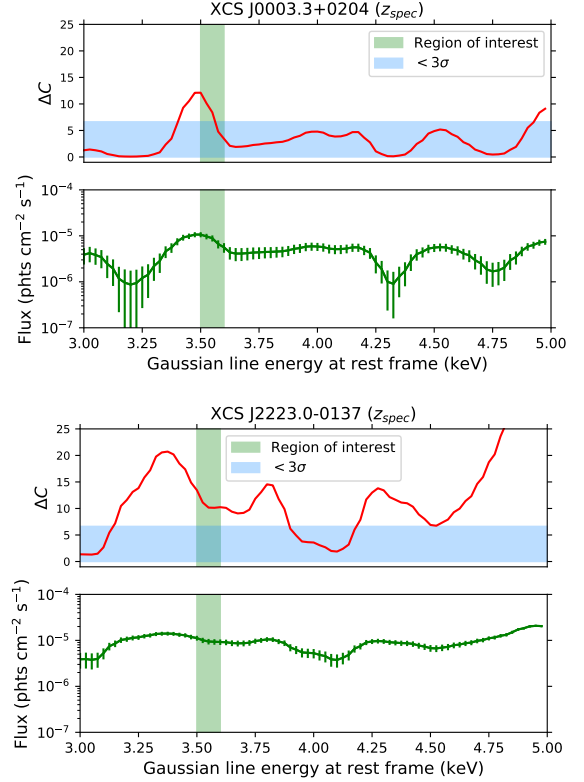 XCS J0003.3+0204 (z_spec)
25
20
15
10
5
0
ΔC
Region of interest
< 3σ
10⁻⁴
10⁻⁵
10⁻⁶
10⁻⁷
Flux (phts cm⁻² s⁻¹)
3.00 3.25 3.50 3.75 4.00 4.25 4.50 4.75 5.00
Gaussian line energy at rest frame (keV)
XCS J2223.0-0137 (z_spec)
25
20
15
10
5
0
ΔC
Region of interest
< 3σ
10⁻⁴
10⁻⁵
10⁻⁶
10⁻⁷
Flux (phts cm⁻² s⁻¹)
3.00 3.25 3.50 3.75 4.00 4.25 4.50 4.75 5.00
Gaussian line energy at rest frame (keV)